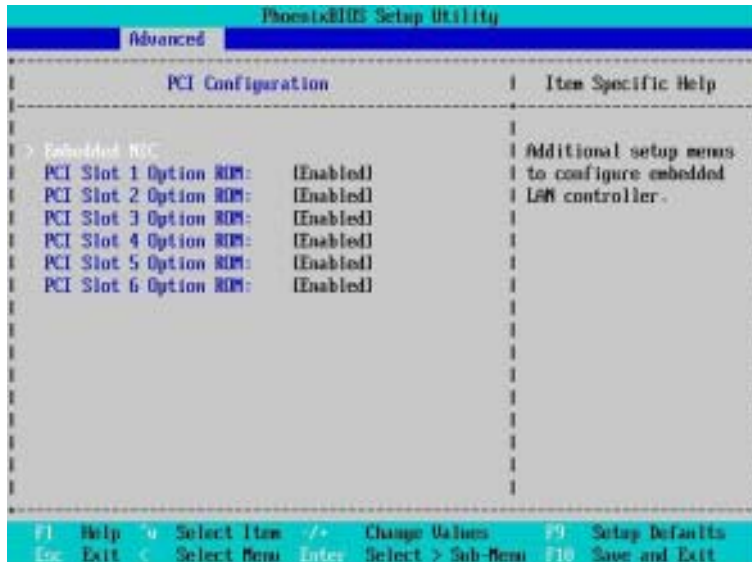 PhoenixBIOS Setup Utility
Advanced
PCI Configuration
Item Specific Help
> Embedded NIC
PCI Slot 1 Option ROM: [Enabled]
PCI Slot 2 Option ROM: [Enabled]
PCI Slot 3 Option ROM: [Enabled]
PCI Slot 4 Option ROM: [Enabled]
PCI Slot 5 Option ROM: [Enabled]
PCI Slot 6 Option ROM: [Enabled]
Additional setup menus
to configure embedded
LAN controller.
F1 Help ^v Select Item -/+ Change Values F9 Setup Defaults
Esc Exit < Select Menu Enter Select > Sub-Menu F10 Save and Exit